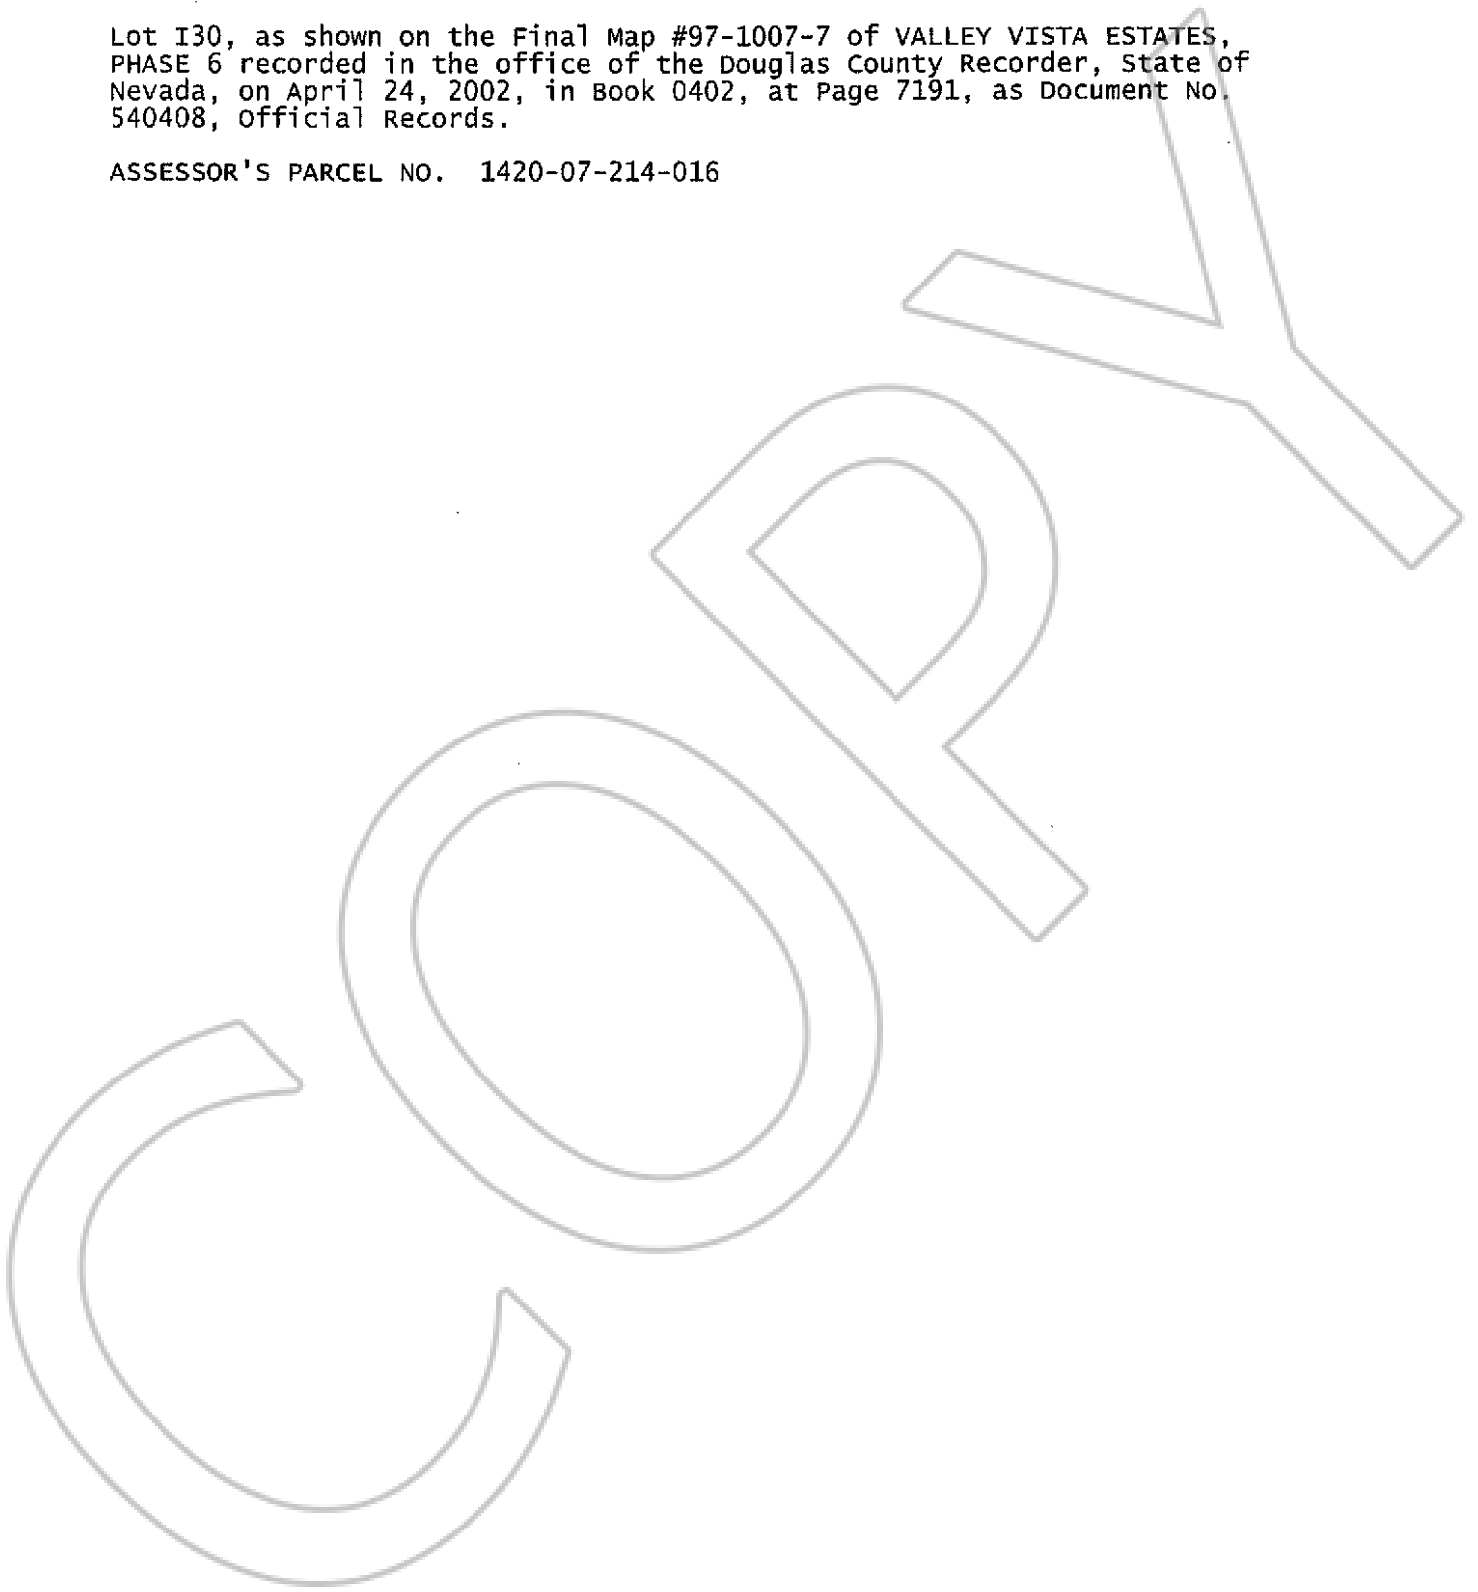 Lot I30, as shown on the Final Map #97-1007-7 of VALLEY VISTA ESTATES,
PHASE 6 recorded in the office of the Douglas County Recorder, State of
Nevada, on April 24, 2002, in Book 0402, at Page 7191, as Document No.
540408, Official Records.
ASSESSOR'S PARCEL NO. 1420-07-214-016
COPY